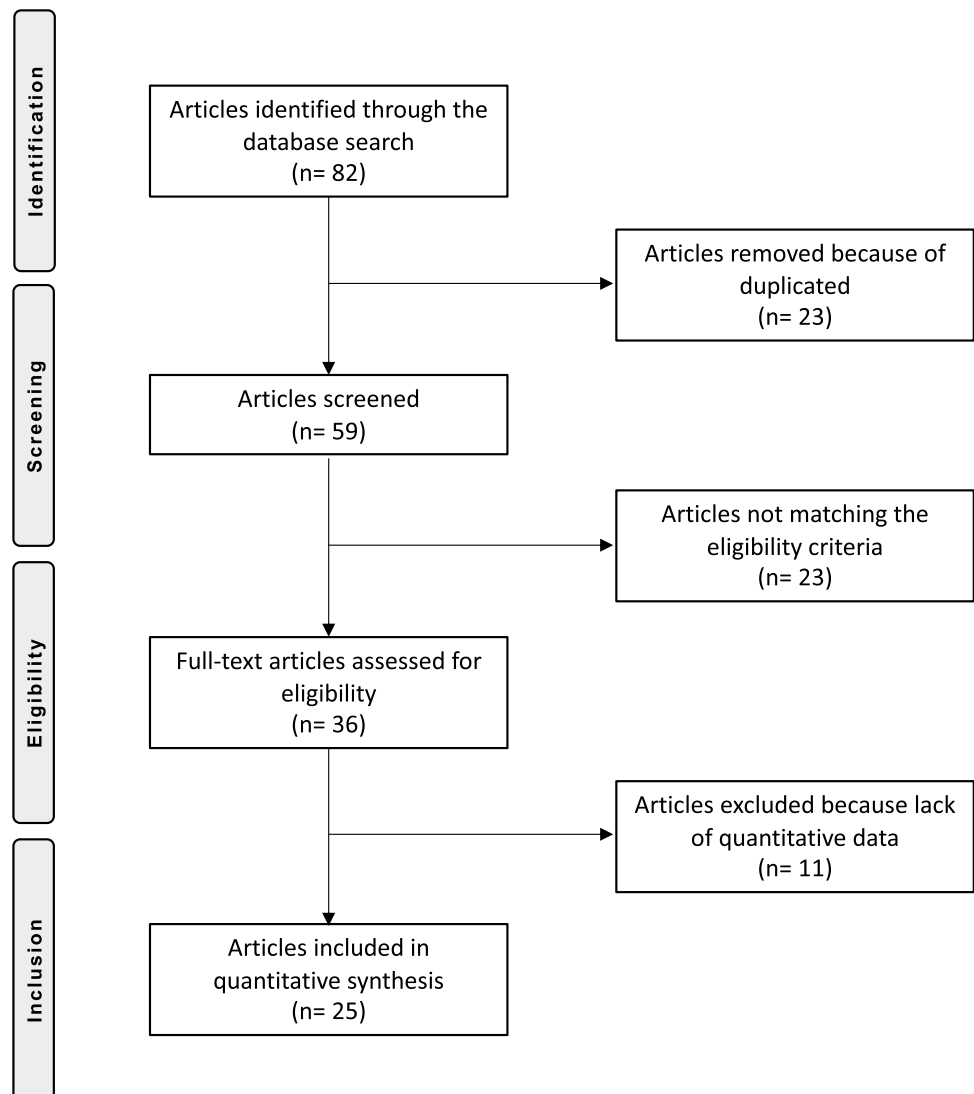 Identification
Articles identified through the
database search
(n= 82)
Articles removed because of
duplicated
(n= 23)
Screening
Articles screened
(n= 59)
Articles not matching the
eligibility criteria
(n= 23)
Eligibility
Full-text articles assessed for
eligibility
(n= 36)
Articles excluded because lack
of quantitative data
(n= 11)
Inclusion
Articles included in
quantitative synthesis
(n= 25)